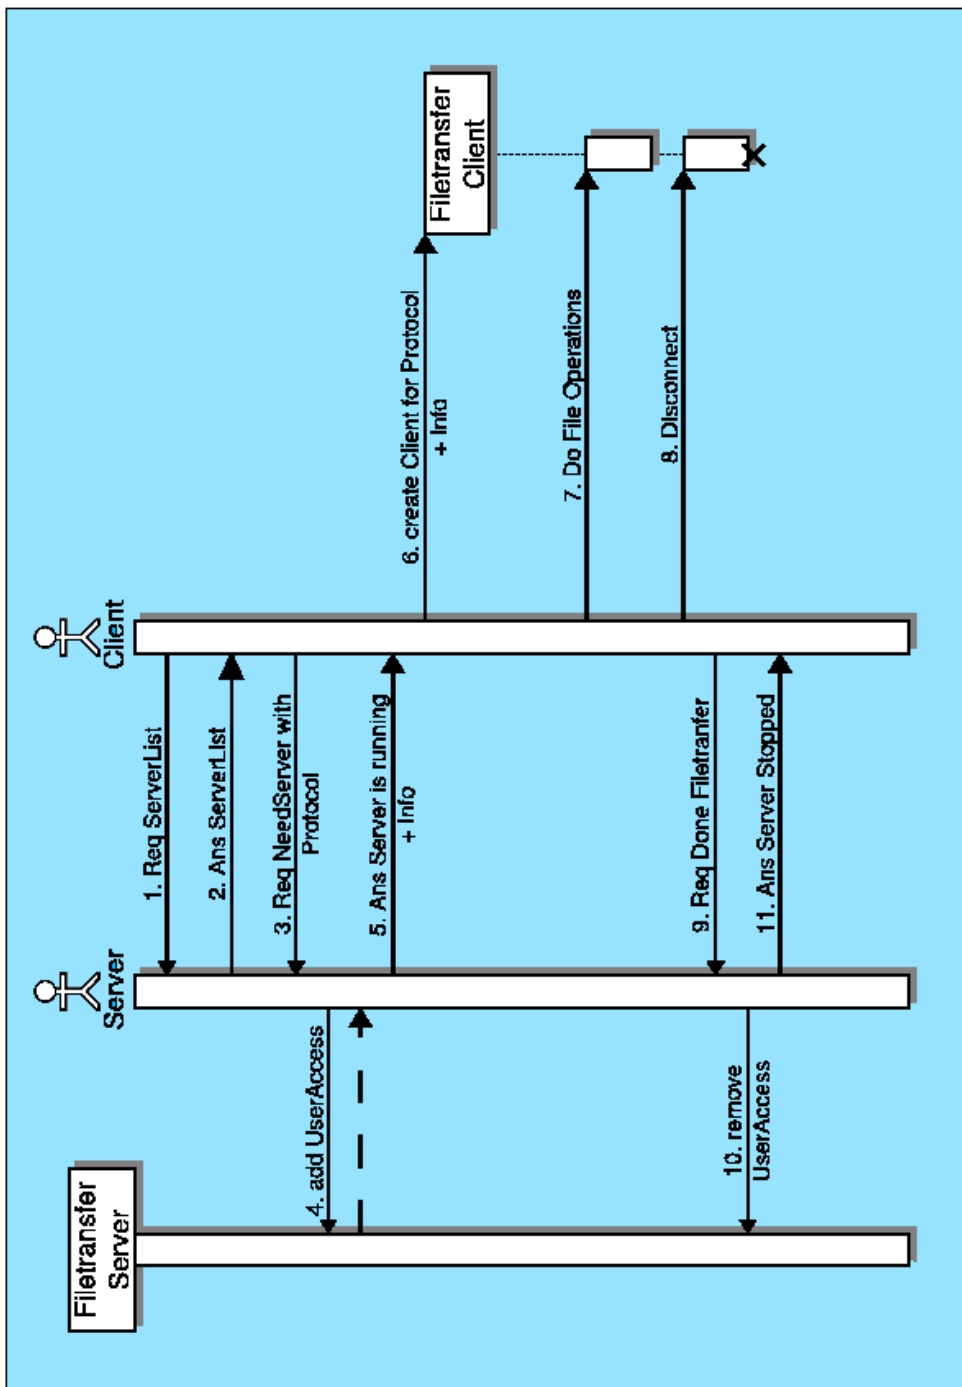 Filetransfer
Server
Server
Client
Filetransfer
Client
1. Req ServerList
2. Ans ServerList
3. Req NeedServer with
Protocol
4. add UserAccess
5. Ans Server is running
+ Info
6. create Client for Protocol
+ Info
7. Do File Operations
8. Disconnect
9. Req Done Filetranfer
10. remove
UserAccess
11. Ans Server Stopped